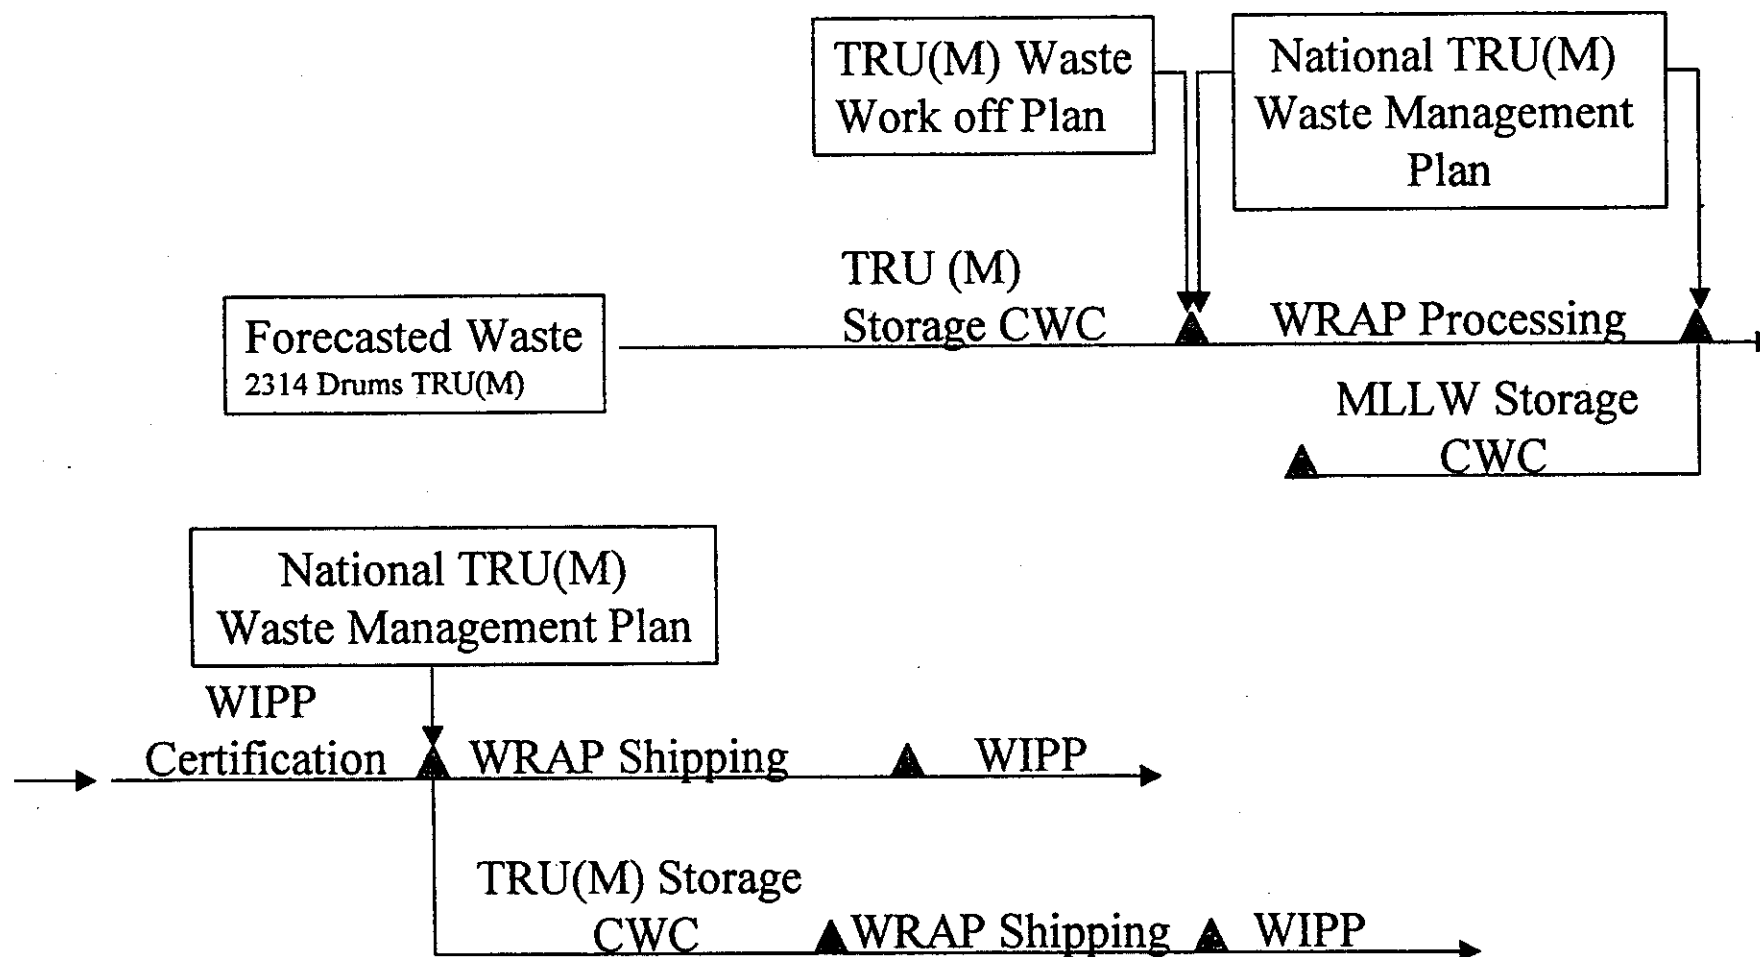 TRU(M) Waste
Work off Plan
National TRU(M)
Waste Management
Plan
TRU (M)
Storage CWC
WRAP Processing
Forecasted Waste
2314 Drums TRU(M)
MLLW Storage
CWC
National TRU(M)
Waste Management Plan
WIPP
Certification
WRAP Shipping
WIPP
TRU(M) Storage
CWC
WRAP Shipping
WIPP